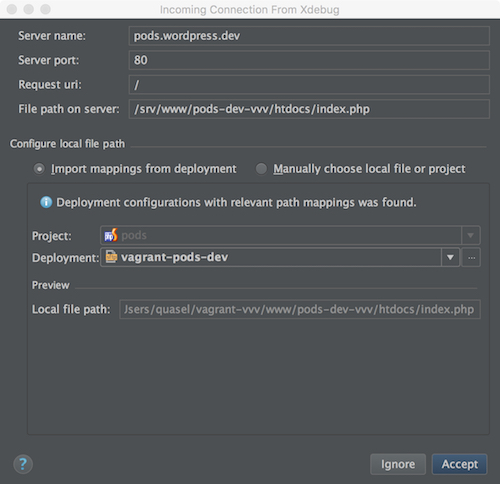 Incoming Connection From Xdebug
Server name: pods.wordpress.dev
Server port: 80
Request uri: /
File path on server: /srv/www/pods-dev-vvv/htdocs/index.php
Configure local file path
Import mappings from deployment Manually choose local file or project
Deployment configurations with relevant path mappings was found.
Project: pods
Deployment: vagrant-pods-dev ...
Preview
Local file path: Jsers/quasel/vagrant-vvv/www/pods-dev-vvv/htdocs/index.php
? Ignore Accept